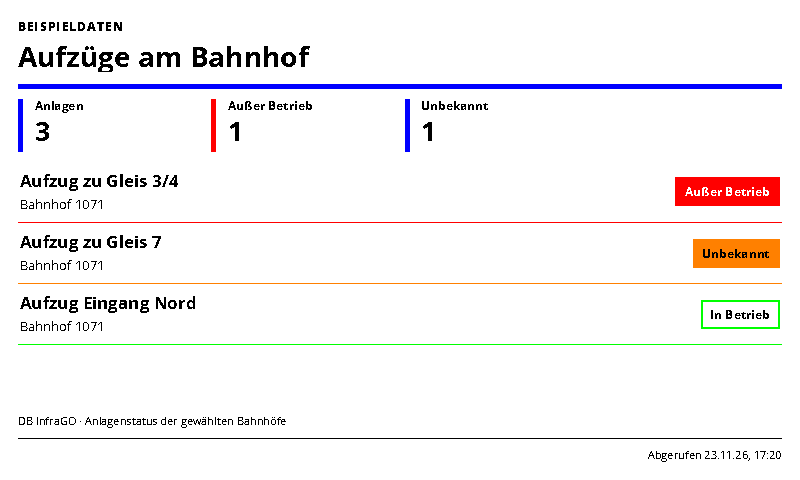 BEISPIELDATEN
Aufzüge am Bahnhof
Anlagen
3
Außer Betrieb
1
Unbekannt
1
Aufzug zu Gleis 3/4
Bahnhof 1071
Außer Betrieb
Aufzug zu Gleis 7
Bahnhof 1071
Unbekannt
Aufzug Eingang Nord
Bahnhof 1071
In Betrieb
DB InfraGO · Anlagenstatus der gewählten Bahnhöfe
Abgerufen 23.11.26, 17:20